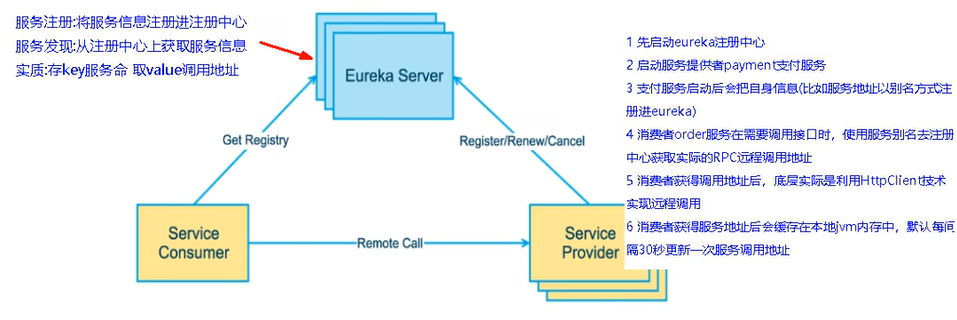 服务注册:将服务信息注册进注册中心
服务发现:从注册中心上获取服务信息
实质:存key服务命 取value调用地址
Eureka Server
1 先启动eureka注册中心
2 启动服务提供者payment支付服务
3 支付服务启动后会把自身信息(比如服务地址以别名方式注
册进eureka)
4 消费者order服务在需要调用接口时，使用服务别名去注册
中心获取实际的RPC远程调用地址
5 消费者获得调用地址后，底层实际是利用HttpClient技术
实现远程调用
6 消费者获得服务地址后会缓存在本地jvm内存中，默认每间
隔30秒更新一次服务调用地址
Get Registry
Register/Renew/Cancel
Service
Consumer
Remote Call
Service
Provider